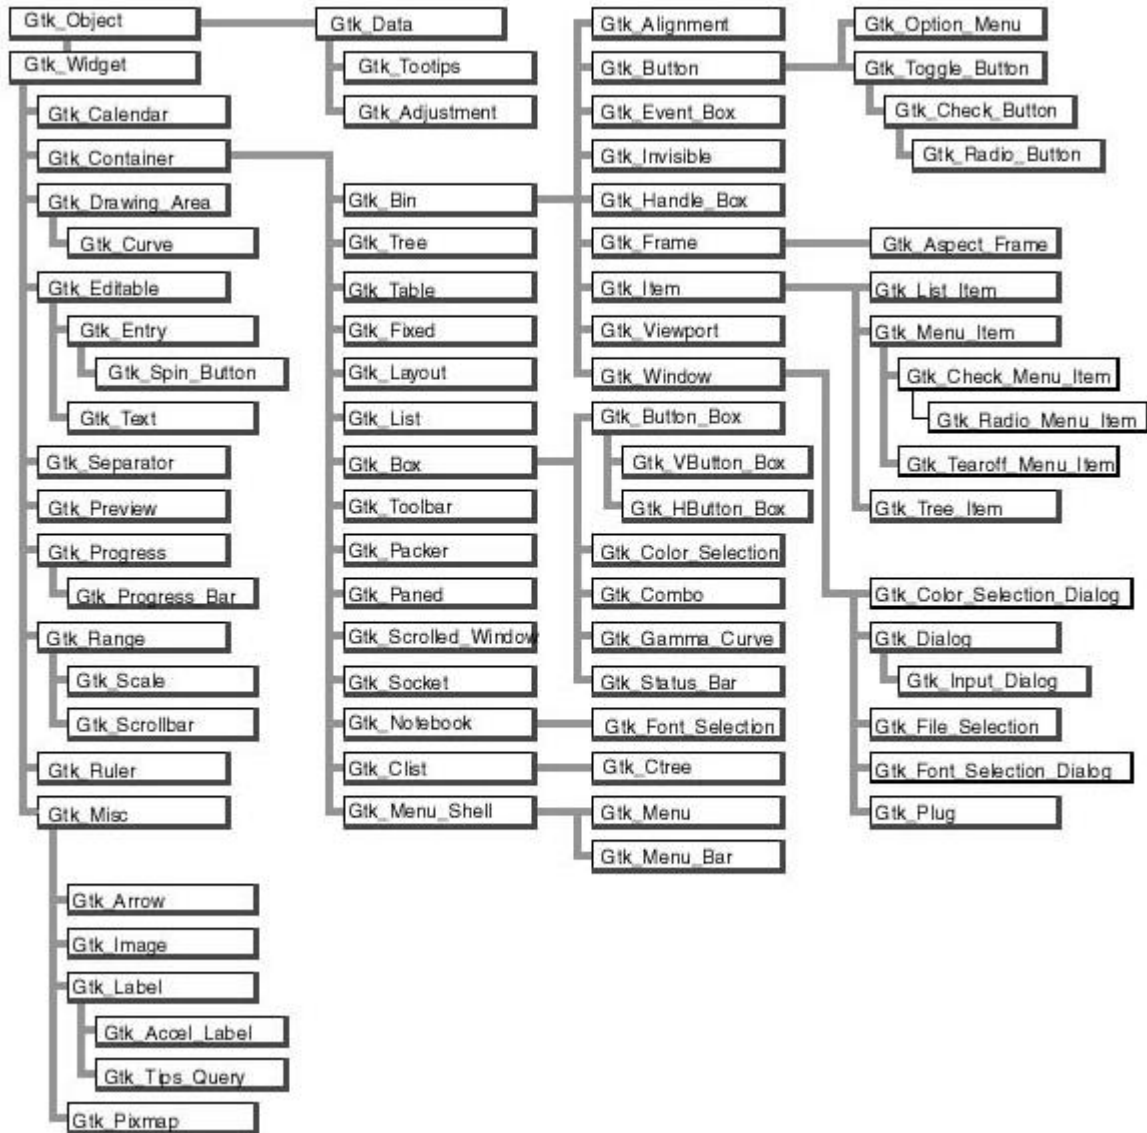 Gtk_Object
Gtk_Widget
Gtk_Calendar
Gtk_Container
Gtk_Drawing_Area
Gtk_Curve
Gtk_Editable
Gtk_Entry
Gtk_Spin_Button
Gtk_Text
Gtk_Separator
Gtk_Preview
Gtk_Progress
Gtk_Progress_Bar
Gtk_Range
Gtk_Scale
Gtk_Scrollbar
Gtk_Ruler
Gtk_Misc
Gtk_Arrow
Gtk_Image
Gtk_Label
Gtk_Accel_Label
Gtk_Tips_Query
Gtk_Pixmap
Gtk_Data
Gtk_Tootips
Gtk_Adjustment
Gtk_Bin
Gtk_Tree
Gtk_Table
Gtk_Fixed
Gtk_Layout
Gtk_List
Gtk_Box
Gtk_Toolbar
Gtk_Packer
Gtk_Paned
Gtk_Scrolled_Window
Gtk_Socket
Gtk_Notebook
Gtk_Clist
Gtk_Menu_Shell
Gtk_Alignment
Gtk_Button
Gtk_Event_Box
Gtk_Invisible
Gtk_Handle_Box
Gtk_Frame
Gtk_Item
Gtk_Viewport
Gtk_Window
Gtk_Button_Box
Gtk_VButton_Box
Gtk_HButton_Box
Gtk_Color_Selection
Gtk_Combo
Gtk_Gamma_Curve
Gtk_Status_Bar
Gtk_Font_Selection
Gtk_Ctree
Gtk_Menu
Gtk_Menu_Bar
Gtk_Option_Menu
Gtk_Toggle_Button
Gtk_Check_Button
Gtk_Radio_Button
Gtk_Aspect_Frame
Gtk_List_Item
Gtk_Menu_Item
Gtk_Check_Menu_Item
Gtk_Radio_Menu_Item
Gtk_Tearoff_Menu_Item
Gtk_Tree_Item
Gtk_Color_Selection_Dialog
Gtk_Dialog
Gtk_Input_Dialog
Gtk_File_Selection
Gtk_Font_Selection_Dialog
Gtk_Plug